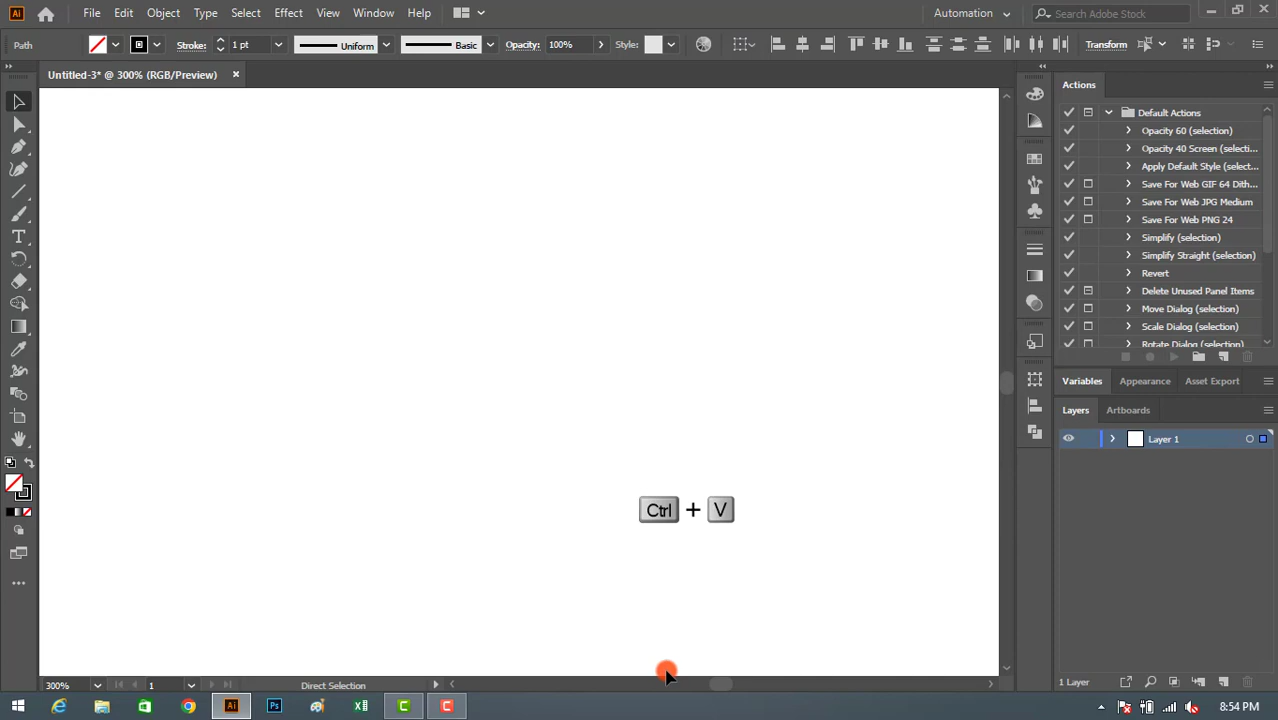 Ai File Edit Object Type Select Effect View Window Help Automation Search Adobe Stock
Path Stroke: 1 pt Uniform Basic Opacity: 100% Style: Transform
Untitled-3* @ 300% (RGB/Preview)
Actions
Default Actions
Opacity 60 (selection)
Opacity 40 Screen (selecti...
Apply Default Style (select...
Save For Web GIF 64 Dith...
Save For Web JPG Medium
Save For Web PNG 24
Simplify (selection)
Simplify Straight (selection)
Revert
Delete Unused Panel Items
Move Dialog (selection)
Scale Dialog (selection)
Rotate Dialog (selection)
Variables Appearance Asset Export
Layers Artboards
Layer 1
Ctrl + V
300% 1 Direct Selection 1 Layer
Ai Ps 8:54 PM